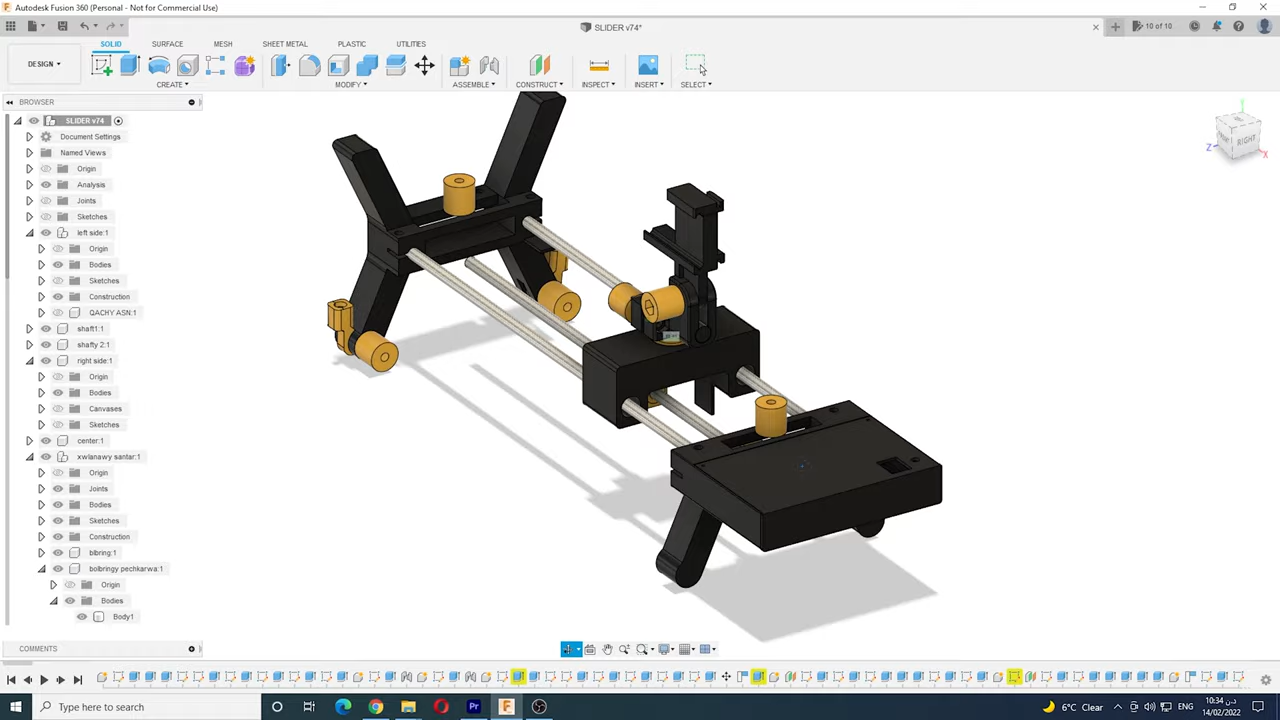 Autodesk Fusion 360 (Personal - Not for Commercial Use)
SLIDER v74*
10 of 10
DESIGN
SOLID
SURFACE
MESH
SHEET METAL
PLASTIC
UTILITIES
CREATE
MODIFY
ASSEMBLE
CONSTRUCT
INSPECT
INSERT
SELECT
BROWSER
SLIDER v74
Document Settings
Named Views
Origin
Analysis
Joints
Sketches
left side:1
Origin
Bodies
Sketches
Construction
QACHY ASN:1
shaft1:1
shafty 2:1
right side:1
Origin
Bodies
Canvases
Sketches
center:1
xwlanawy santar:1
Origin
Joints
Bodies
Sketches
Construction
blbring:1
bolbringy pechkarwa:1
Origin
Bodies
Body1
RIGHT
Z
X
COMMENTS
Type here to search
Pr
6°C Clear
ENG
10:34
14/02/2022